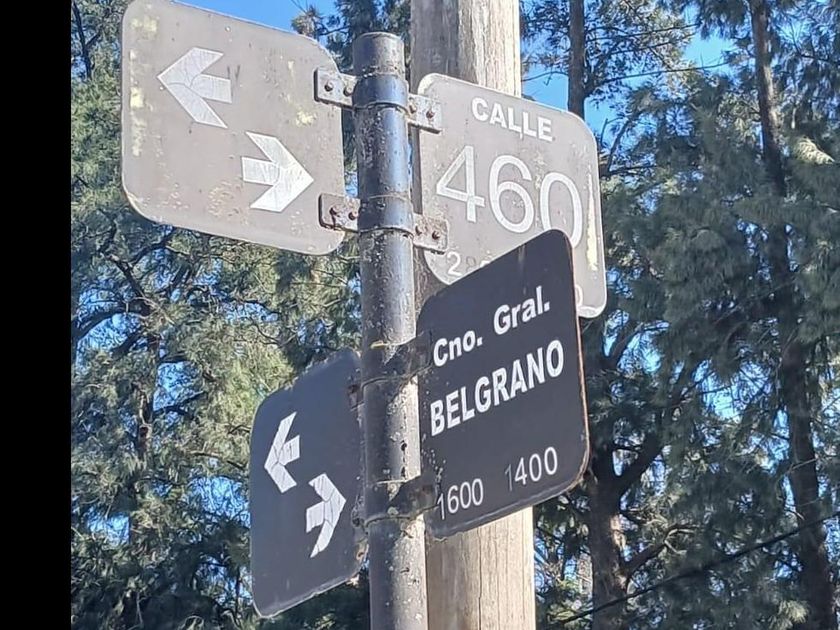 CALLE
460
Cno. Gral.
BELGRANO
1600 1400